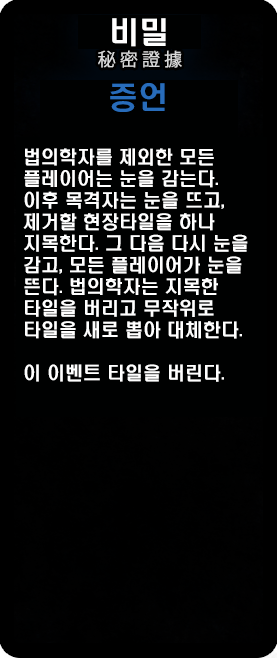 비밀
秘密證據
증언
법의학자를 제외한 모든
플레이어는 눈을 감는다.
이후 목격자는 눈을 뜨고,
제거할 현장타일을 하나
지목한다. 그 다음 다시 눈을
감고, 모든 플레이어가 눈을
뜬다. 법의학자는 지목한
타일을 버리고 무작위로
타일을 새로 뽑아 대체한다.
이 이벤트 타일을 버린다.